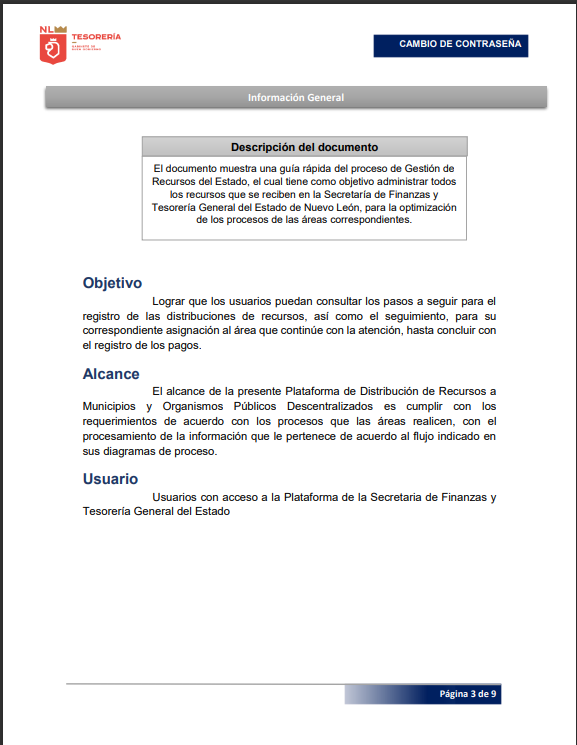 NL
TESORERÍA
CAMBIO DE CONTRASEÑA
Información General
Descripción del documento
El documento muestra una guía rápida del proceso de Gestión de
Recursos del Estado, el cual tiene como objetivo administrar todos
los recursos que se reciben en la Secretaría de Finanzas y
Tesorería General del Estado de Nuevo León, para la optimización
de los procesos de las áreas correspondientes.
Objetivo
Lograr que los usuarios puedan consultar los pasos a seguir para el
registro de las distribuciones de recursos, así como el seguimiento, para su
correspondiente asignación al área que continúe con la atención, hasta concluir con
el registro de los pagos.
Alcance
El alcance de la presente Plataforma de Distribución de Recursos a
Municipios y Organismos Públicos Descentralizados es cumplir con los
requerimientos de acuerdo con los procesos que las áreas realicen, con el
procesamiento de la información que le pertenece de acuerdo al flujo indicado en
sus diagramas de proceso.
Usuario
Usuarios con acceso a la Plataforma de la Secretaria de Finanzas y
Tesorería General del Estado
Página 3 de 9